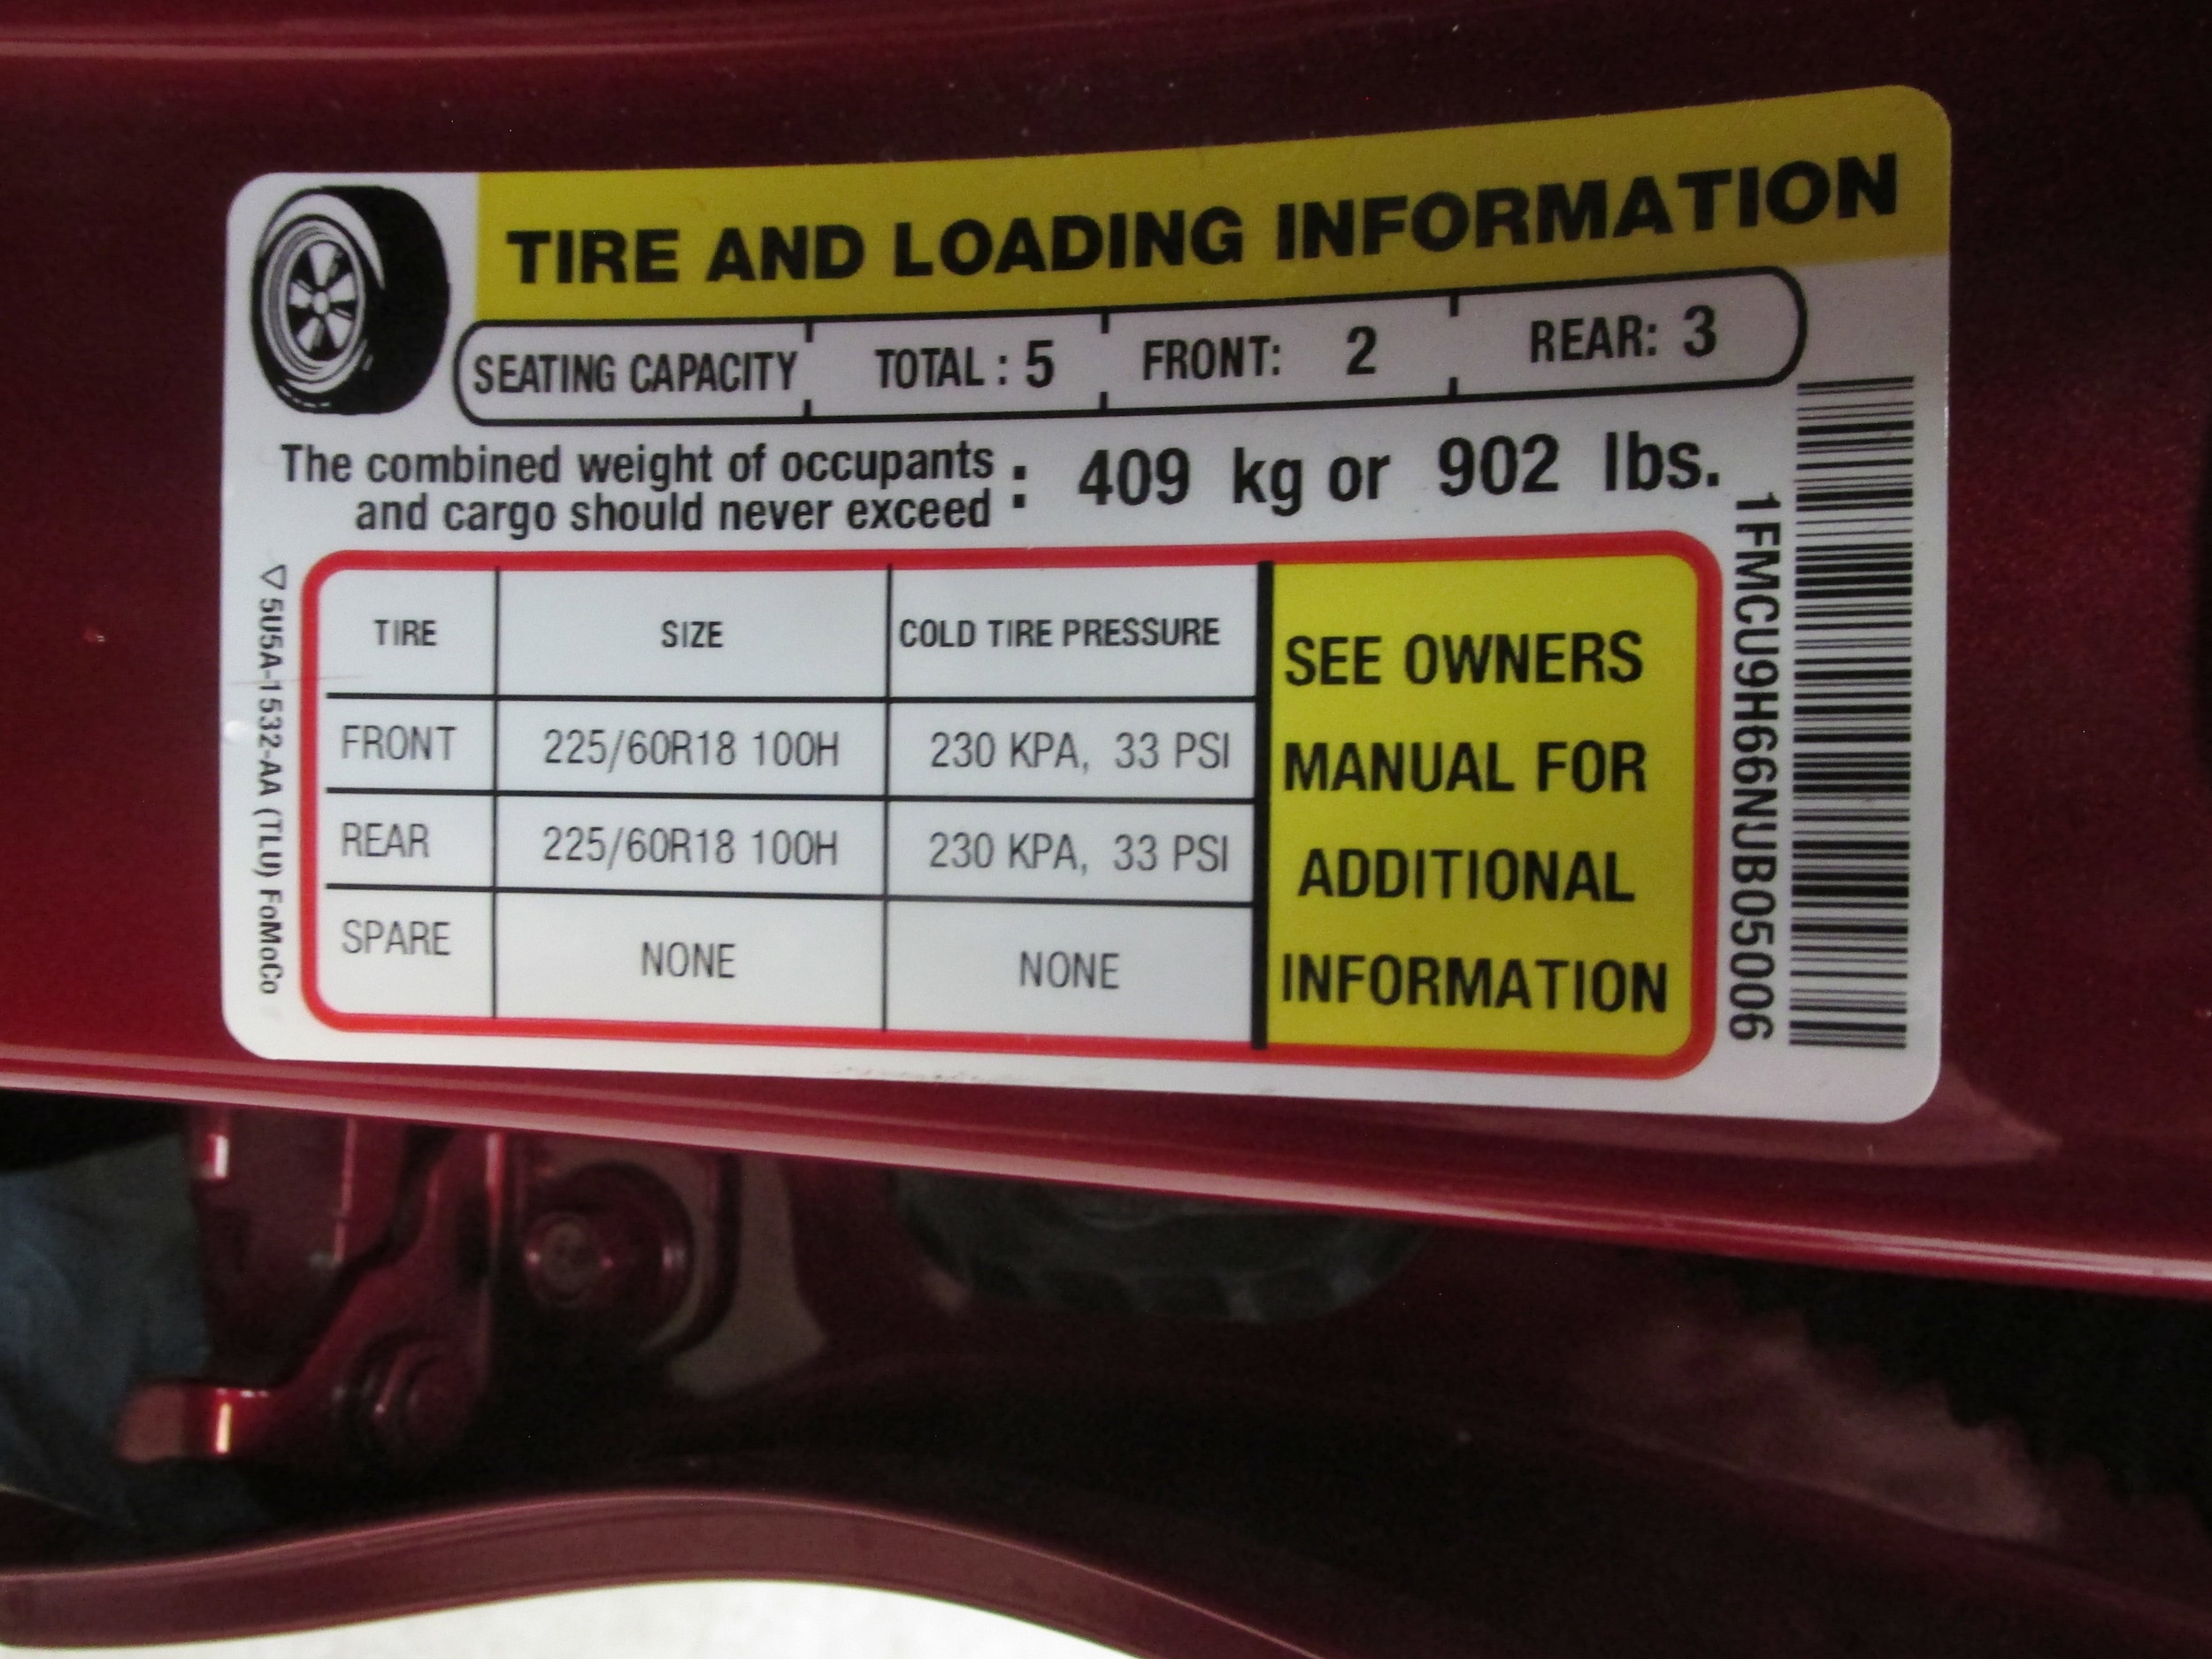 TIRE AND LOADING INFORMATION
SEATING CAPACITY TOTAL : 5 FRONT: 2 REAR: 3
The combined weight of occupants
and cargo should never exceed : 409 kg or 902 lbs.
TIRE SIZE COLD TIRE PRESSURE
FRONT 225/60R18 100H 230 KPA, 33 PSI
REAR 225/60R18 100H 230 KPA, 33 PSI
SPARE NONE NONE
SEE OWNERS
MANUAL FOR
ADDITIONAL
INFORMATION
5U5A-1532-AA (TLU) FoMoCo
1FMCU9H66NUB05006